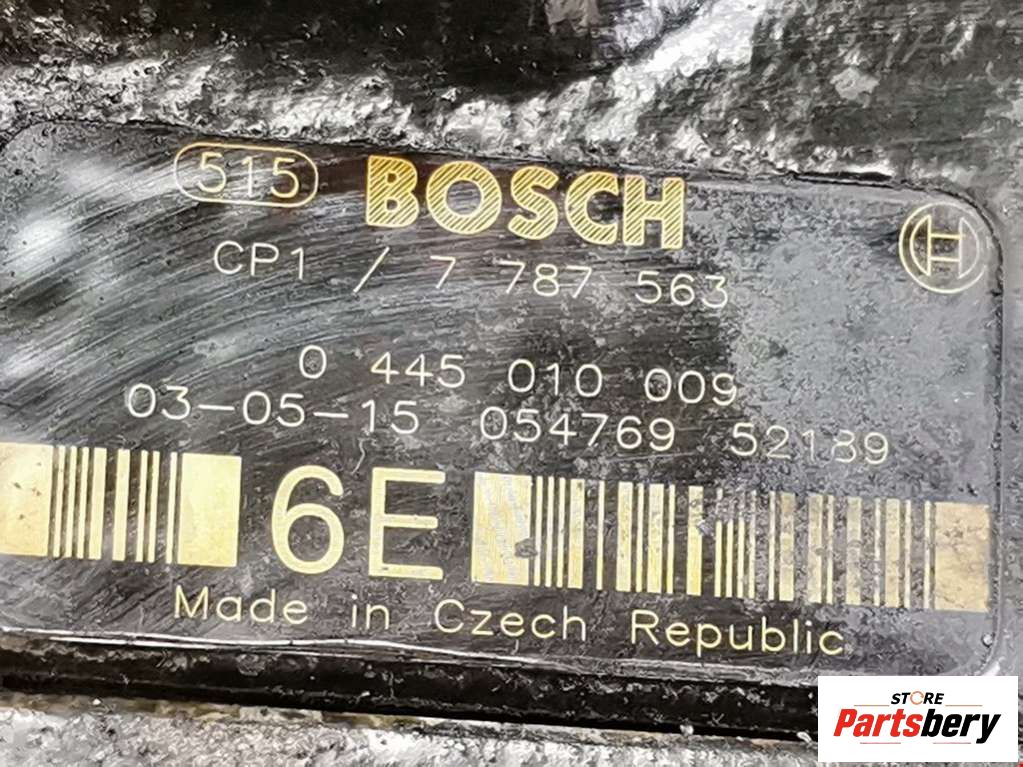 515 BOSCH
CP1 / 7 787 563
0 445 010 009
03-05-15 054769 52189
6E
Made in Czech Republic
STORE
Partsbery